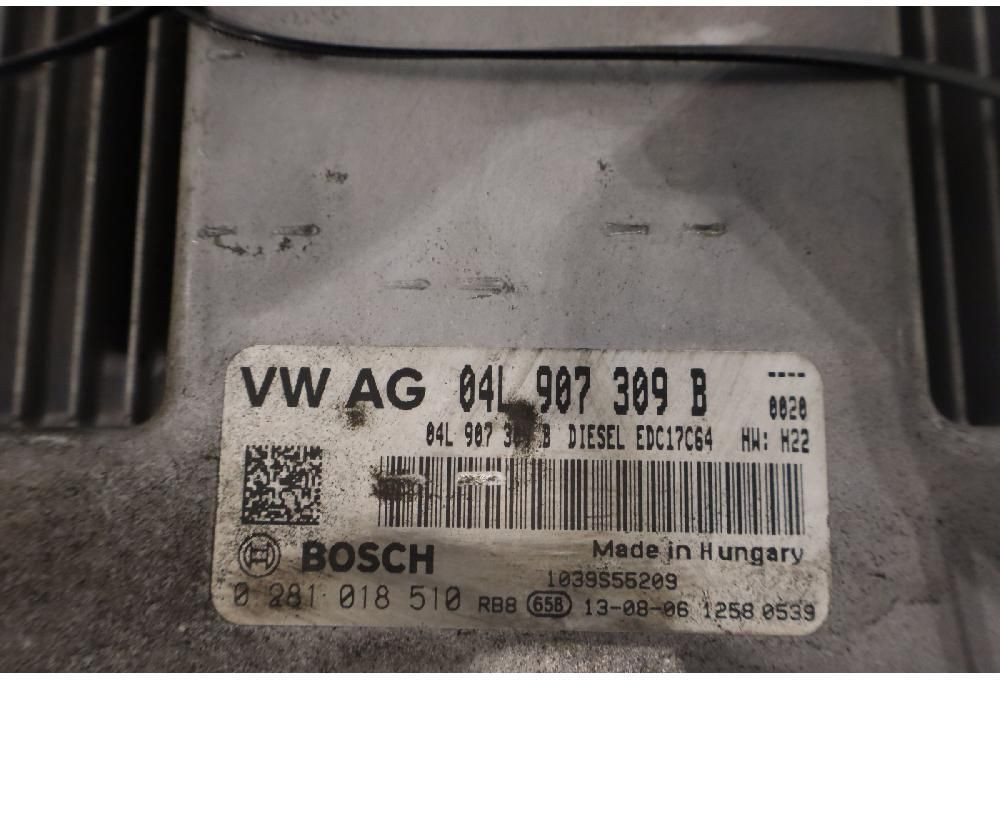 VW AG 04L 907 309 B ----
0020
04L 907 B DIESEL EDC17C64 HW: H22
BOSCH Made in Hungary
1039S55209
0 281 018 510 RB8 658 13-08-06 1258 0539